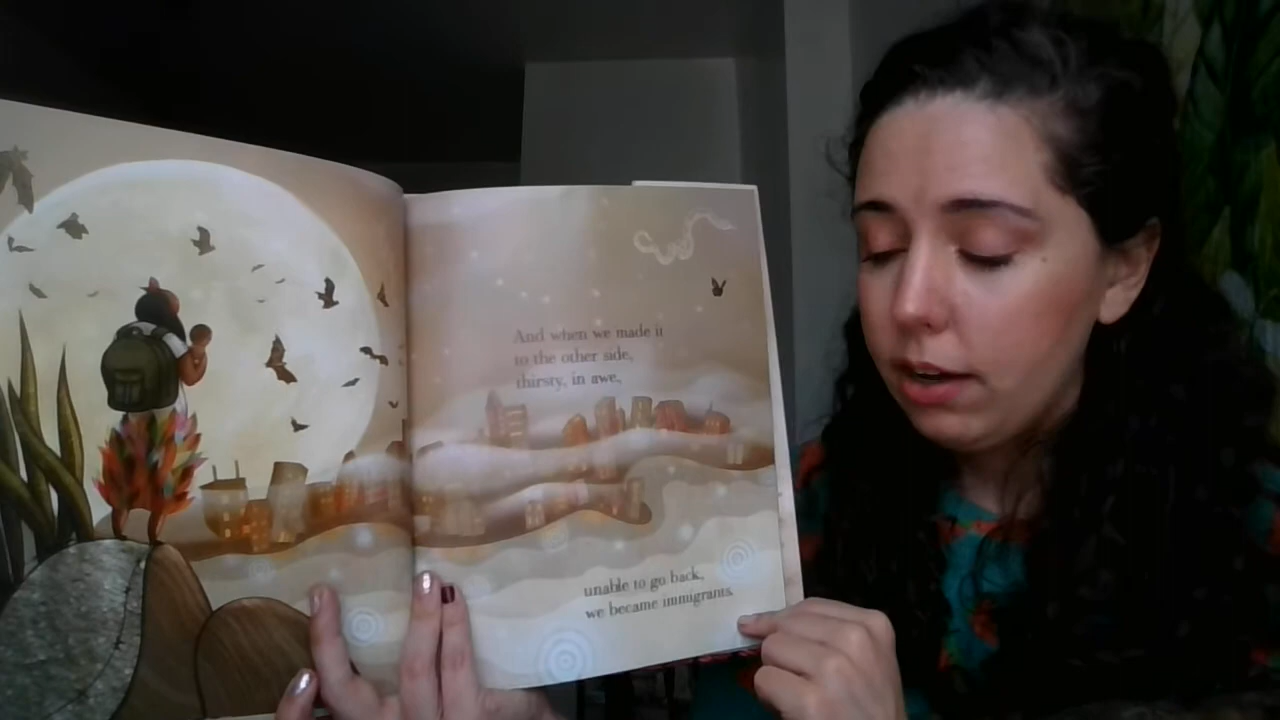 And when we made it
to the other side,
thirsty, in awe,
unable to go back,
we became immigrants.